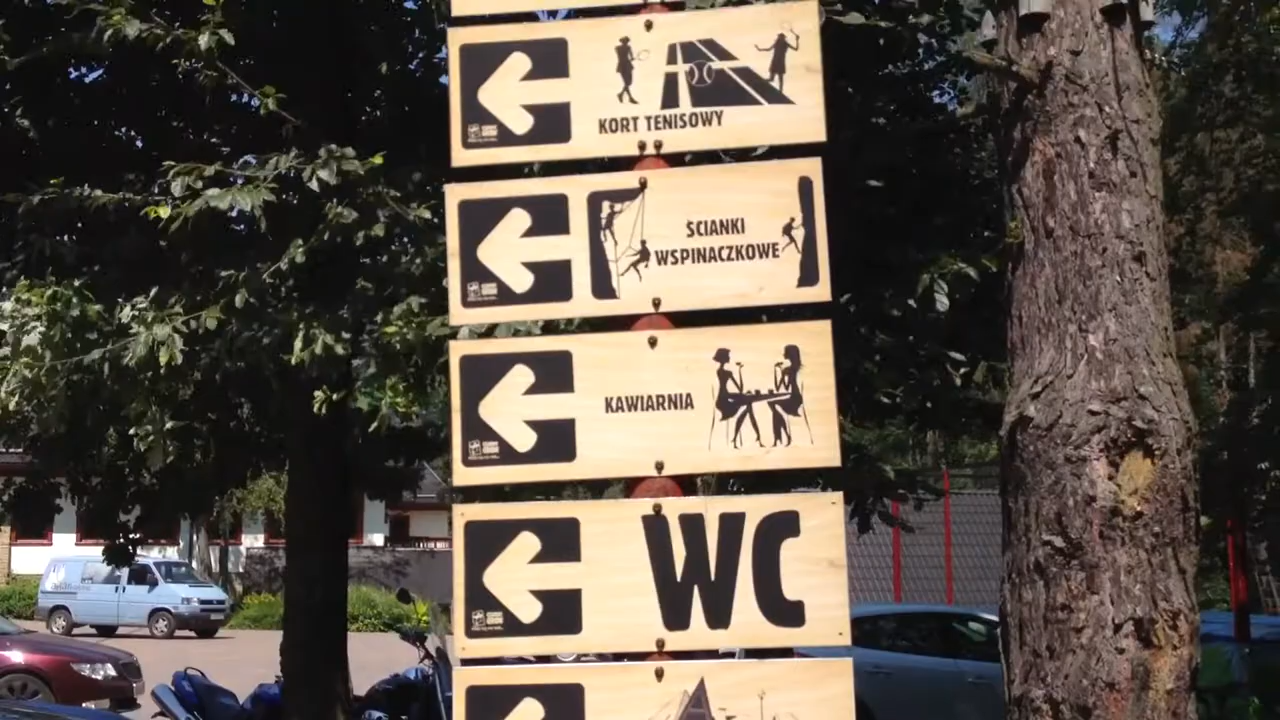 KORT TENISOWY
ŚCIANKI
WSPINACZKOWE
KAWIARNIA
WC